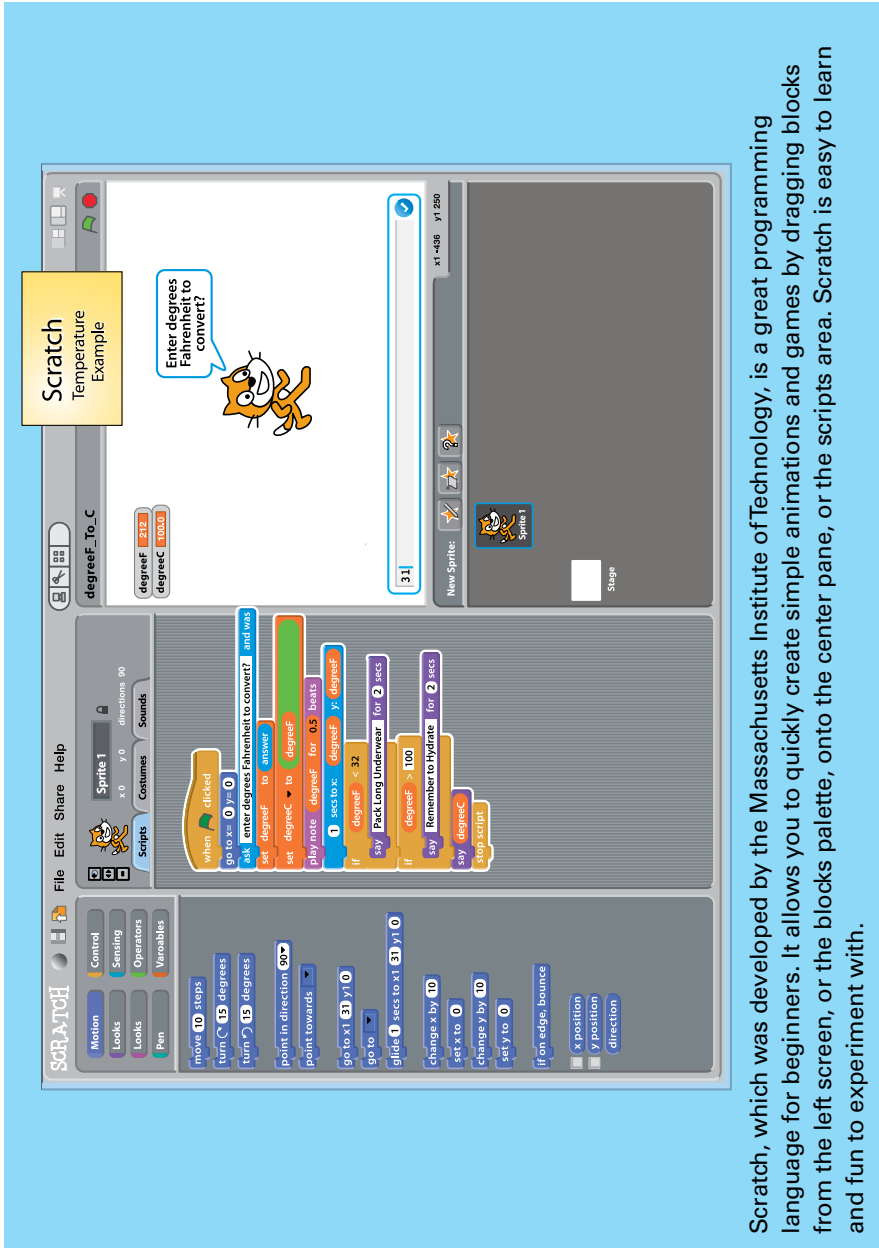 Scratch
Temperature
Example
SCRATCH File Edit Share Help
Motion Control
Looks Sensing
Looks Operators
Pen Varoables
move 10 steps
turn 15 degrees
turn 15 degrees
point in direction 90
point towards
go to x1 31 y1 0
go to
glide 1 secs to x1 31 y1 0
change x by 10
set x to 0
change y by 10
set y to 0
if on edge, bounce
x position
y position
direction
Sprite 1
x 0 y 0 directions 90
Scripts Costumes Sounds
when clicked
go to x= 0 y= 0
ask enter degrees Fahrenheit to convert? and was
set degreeF to answer
set degreeC to degreeF
play note degreeF for 0.5 beats
1 secs to x: degreeF y: degreeF
if degreeF < 32
say Pack Long Underwear for 2 secs
if degreeF > 100
say Remember to Hydrate for 2 secs
say degreeC
stop script
degreeF_To_C
degreeF 212
degreeC 100.0
Enter degrees
Fahrenheit to
convert?
31
x1 -436 y1 250
New Sprite:
Sprite 1
Stage
Scratch, which was developed by the Massachusetts Institute of Technology, is a great programming
language for beginners. It allows you to quickly create simple animations and games by dragging blocks
from the left screen, or the blocks palette, onto the center pane, or the scripts area. Scratch is easy to learn
and fun to experiment with.